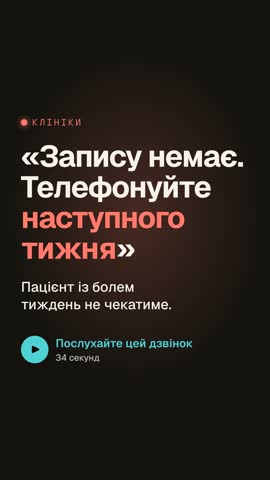 КЛІНІКИ
«Запису немає.
Телефонуйте
наступного
тижня»
Пацієнт із болем
тиждень не чекатиме.
Послухайте цей дзвінок
34 секунд